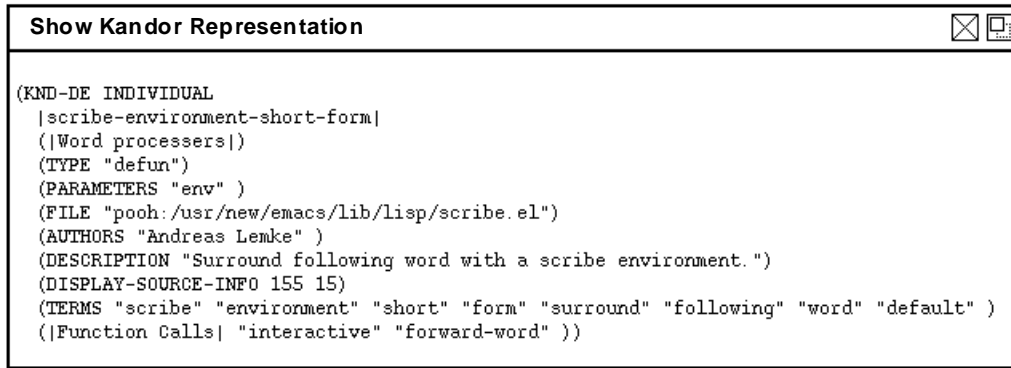 Show Kandor Representation
(KND-DE INDIVIDUAL
|scribe-environment-short-form|
(|Word processers|)
(TYPE "defun")
(PARAMETERS "env" )
(FILE "pooh:/usr/new/emacs/lib/lisp/scribe.el")
(AUTHORS "Andreas Lemke" )
(DESCRIPTION "Surround following word with a scribe environment.")
(DISPLAY-SOURCE-INFO 155 15)
(TERMS "scribe" "environment" "short" "form" "surround" "following" "word" "default" )
(|Function Calls| "interactive" "forward-word" ))